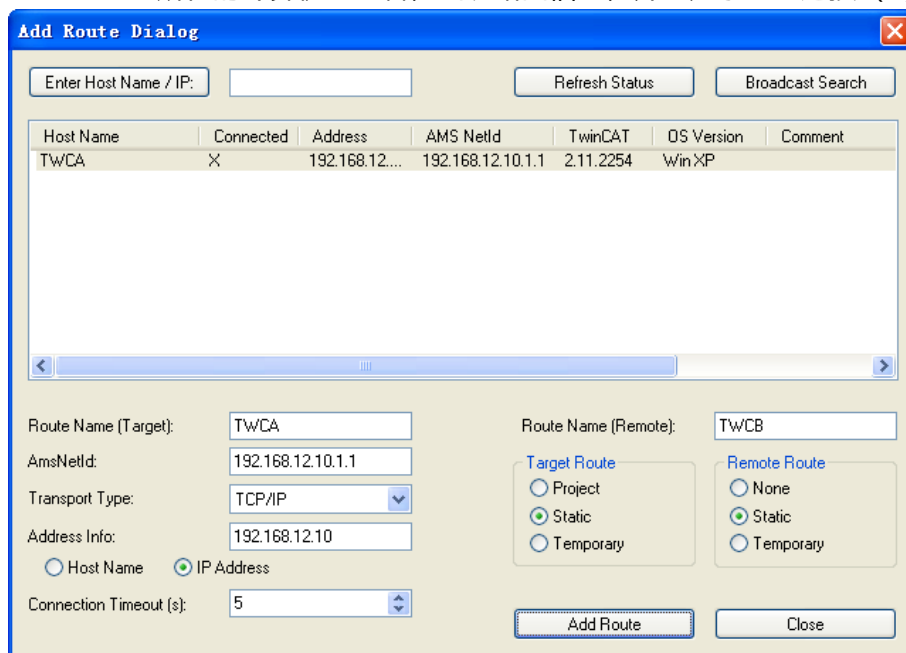 Add Route Dialog
Enter Host Name / IP: Refresh Status Broadcast Search
Host Name Connected Address AMS NetId TwinCAT OS Version Comment
TWCA X 192.168.12.... 192.168.12.10.1.1 2.11.2254 Win XP
Route Name (Target): TWCA Route Name (Remote): TWCB
AmsNetId: 192.168.12.10.1.1 Target Route Remote Route
Project None
Transport Type: TCP/IP
Static Static
Address Info: 192.168.12.10
Temporary Temporary
Host Name IP Address
Connection Timeout (s): 5
Add Route Close